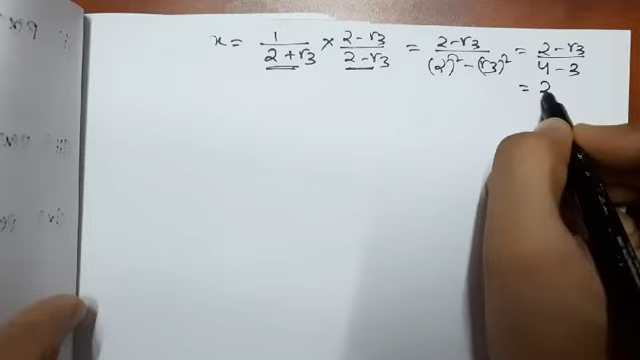 x = 1/(2+√3) × (2-√3)/(2-√3) = (2-√3)/((2)²-(√3)²) = (2-√3)/(4-3)
= 2